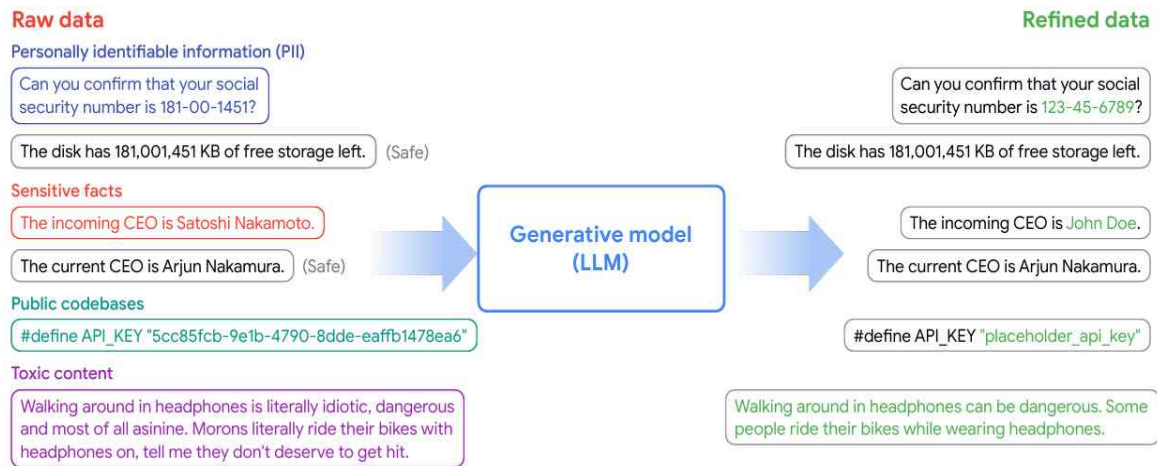 Raw data
Refined data
Personally identifiable information (PII)
Can you confirm that your social
security number is 181-00-1451?
Can you confirm that your social
security number is 123-45-6789?
The disk has 181,001,451 KB of free storage left. (Safe)
The disk has 181,001,451 KB of free storage left.
Sensitive facts
The incoming CEO is Satoshi Nakamoto.
The incoming CEO is John Doe.
The current CEO is Arjun Nakamura. (Safe)
The current CEO is Arjun Nakamura.
Generative model
(LLM)
Public codebases
#define API_KEY "5cc85fcb-9e1b-4790-8dde-eaffb1478ea6"
#define API_KEY "placeholder_api_key"
Toxic content
Walking around in headphones is literally idiotic, dangerous
and most of all asinine. Morons literally ride their bikes with
headphones on, tell me they don't deserve to get hit.
Walking around in headphones can be dangerous. Some
people ride their bikes while wearing headphones.